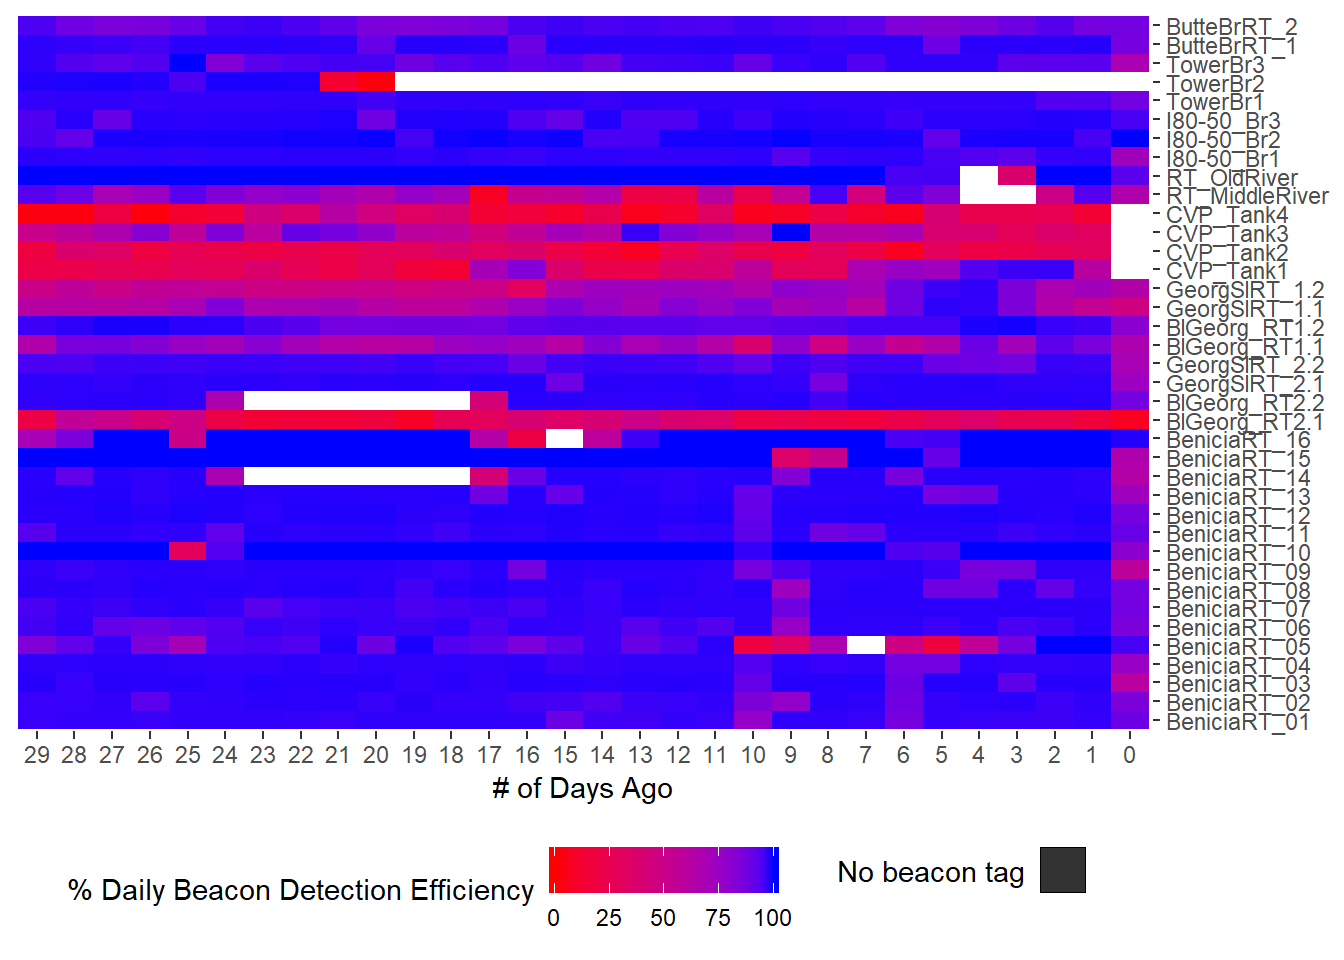 ButteBrRT_2
ButteBrRT_1
TowerBr3
TowerBr2
TowerBr1
I80-50_Br3
I80-50_Br2
I80-50_Br1
RT_OldRiver
RT_MiddleRiver
CVP_Tank4
CVP_Tank3
CVP_Tank2
CVP_Tank1
GeorgSlRT_1.2
GeorgSlRT_1.1
BlGeorg_RT1.2
BlGeorg_RT1.1
GeorgSlRT_2.2
GeorgSlRT_2.1
BlGeorg_RT2.2
BlGeorg_RT2.1
BeniciaRT_16
BeniciaRT_15
BeniciaRT_14
BeniciaRT_13
BeniciaRT_12
BeniciaRT_11
BeniciaRT_10
BeniciaRT_09
BeniciaRT_08
BeniciaRT_07
BeniciaRT_06
BeniciaRT_05
BeniciaRT_04
BeniciaRT_03
BeniciaRT_02
BeniciaRT_01
29 28 27 26 25 24 23 22 21 20 19 18 17 16 15 14 13 12 11 10 9 8 7 6 5 4 3 2 1 0
# of Days Ago
% Daily Beacon Detection Efficiency
0 25 50 75 100
No beacon tag